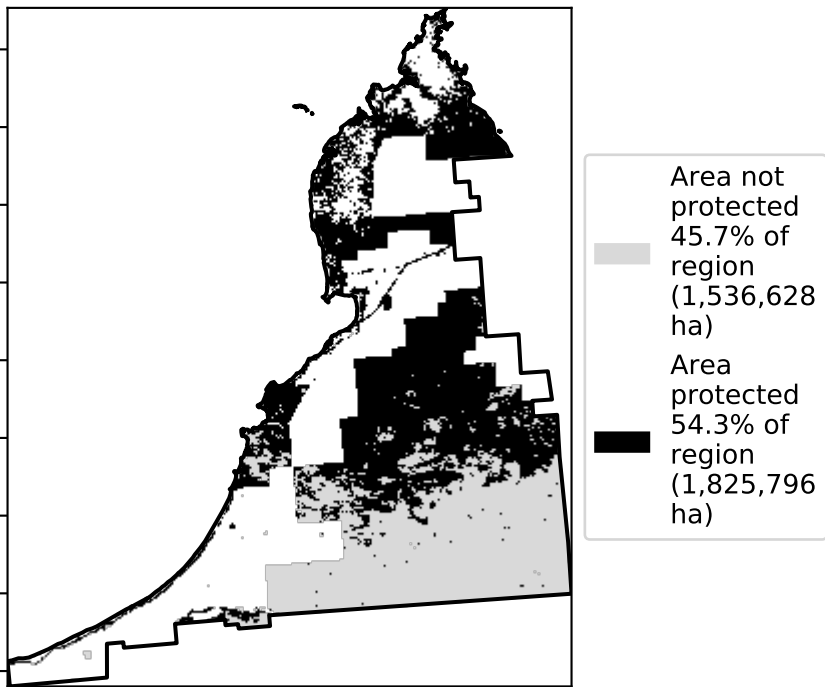 Area not
protected
45.7% of
region
(1,536,628
ha)
Area
protected
54.3% of
region
(1,825,796
ha)